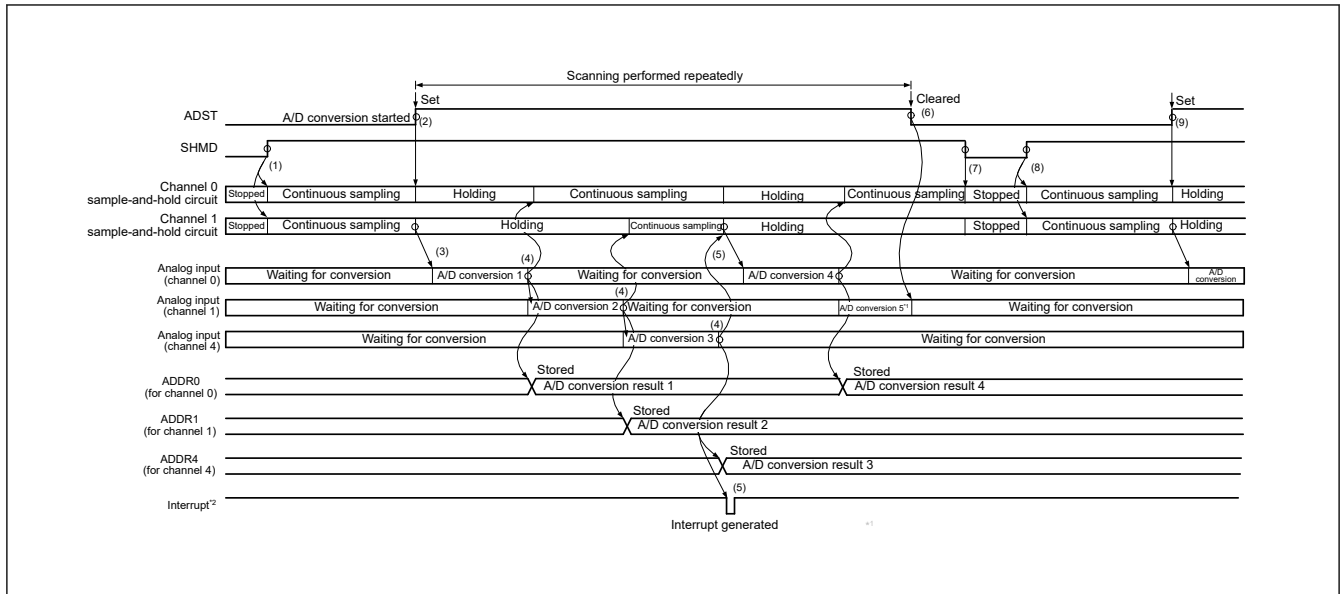 Scanning performed repeatedly
Set
Cleared
Set
ADST
A/D conversion started
(2)
(6)
(9)
SHMD
(1)
(7)
(8)
Channel 0
sample-and-hold circuit
Stopped
Continuous sampling
Holding
Continuous sampling
Holding
Continuous sampling
Stopped
Continuous sampling
Holding
Channel 1
sample-and-hold circuit
Stopped
Continuous sampling
Holding
Continuous sampling
Holding
Stopped
Continuous sampling
Holding
(3)
(4)
(5)
Analog input
(channel 0)
Waiting for conversion
A/D conversion 1
Waiting for conversion
A/D conversion 4
Waiting for conversion
A/D
conversion
(4)
Analog input
(channel 1)
Waiting for conversion
A/D conversion 2
Waiting for conversion
A/D conversion 5*1
Waiting for conversion
(4)
Analog input
(channel 4)
Waiting for conversion
A/D conversion 3
Waiting for conversion
ADDR0
(for channel 0)
Stored
A/D conversion result 1
Stored
A/D conversion result 4
ADDR1
(for channel 1)
Stored
A/D conversion result 2
ADDR4
(for channel 4)
Stored
A/D conversion result 3
Interrupt*2
(5)
Interrupt generated
*1